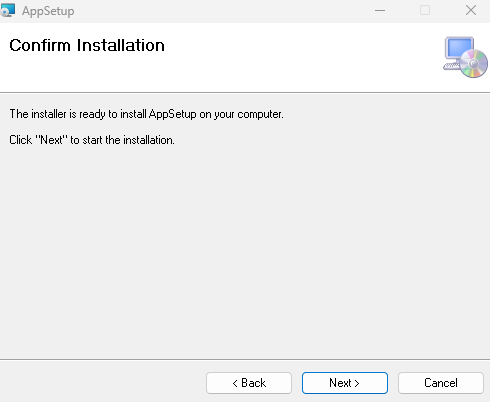 AppSetup
Confirm Installation
The installer is ready to install AppSetup on your computer.
Click "Next" to start the installation.
< Back
Next >
Cancel